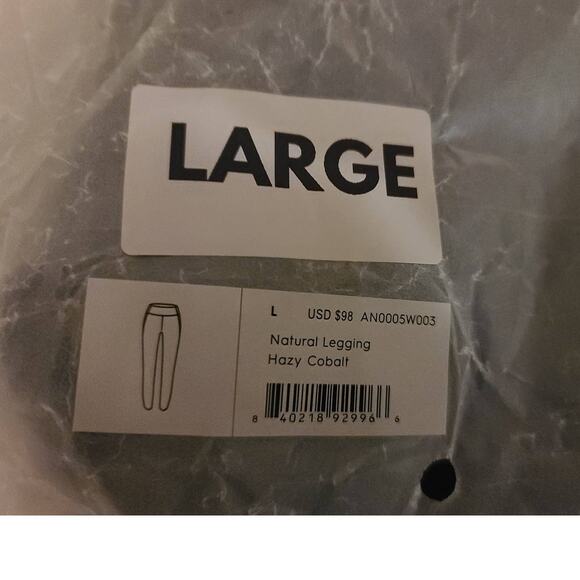 LARGE
L USD $98 AN0005W003
Natural Legging
Hazy Cobalt
8 40218 92996 6